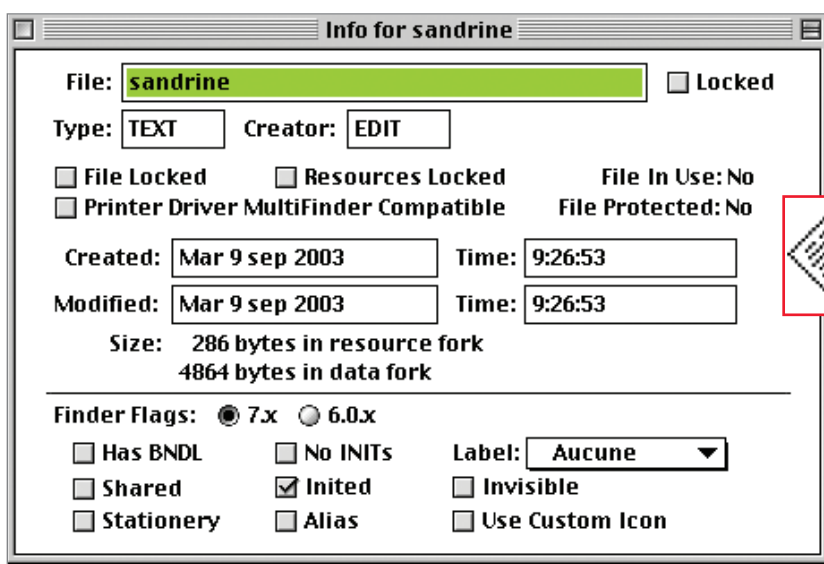 Info for sandrine
File: sandrine Locked
Type: TEXT Creator: EDIT
File Locked Resources Locked File In Use: No
Printer Driver MultiFinder Compatible File Protected: No
Created: Mar 9 sep 2003 Time: 9:26:53
Modified: Mar 9 sep 2003 Time: 9:26:53
Size: 286 bytes in resource fork
4864 bytes in data fork
Finder Flags: 7.x 6.0.x
Has BNDL No INITs Label: Aucune
Shared Inited Invisible
Stationery Alias Use Custom Icon